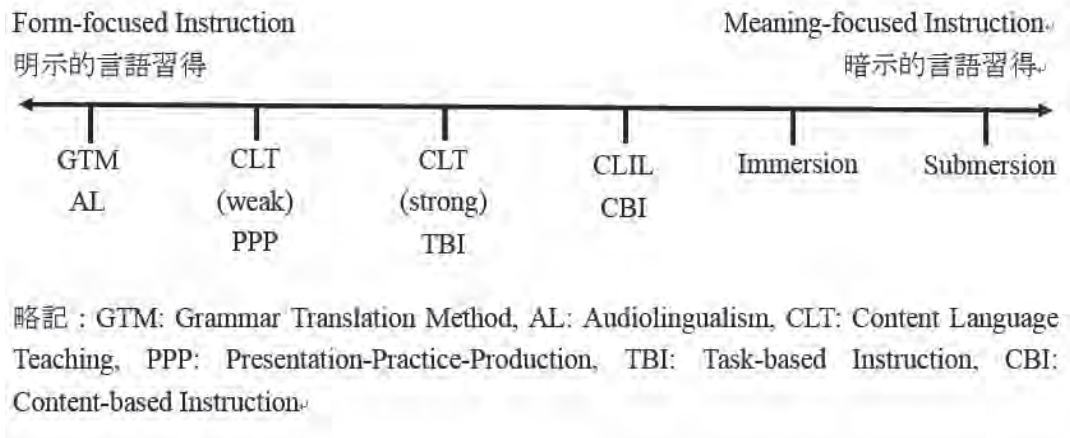 Form-focused Instruction Meaning-focused Instruction
明示的言語習得 暗示的言語習得
GTM CLT CLT CLIL Immersion Submersion
AL (weak) (strong) CBI
PPP TBI
略記：GTM: Grammar Translation Method, AL: Audiolingualism, CLT: Content Language
Teaching, PPP: Presentation-Practice-Production, TBI: Task-based Instruction, CBI:
Content-based Instruction